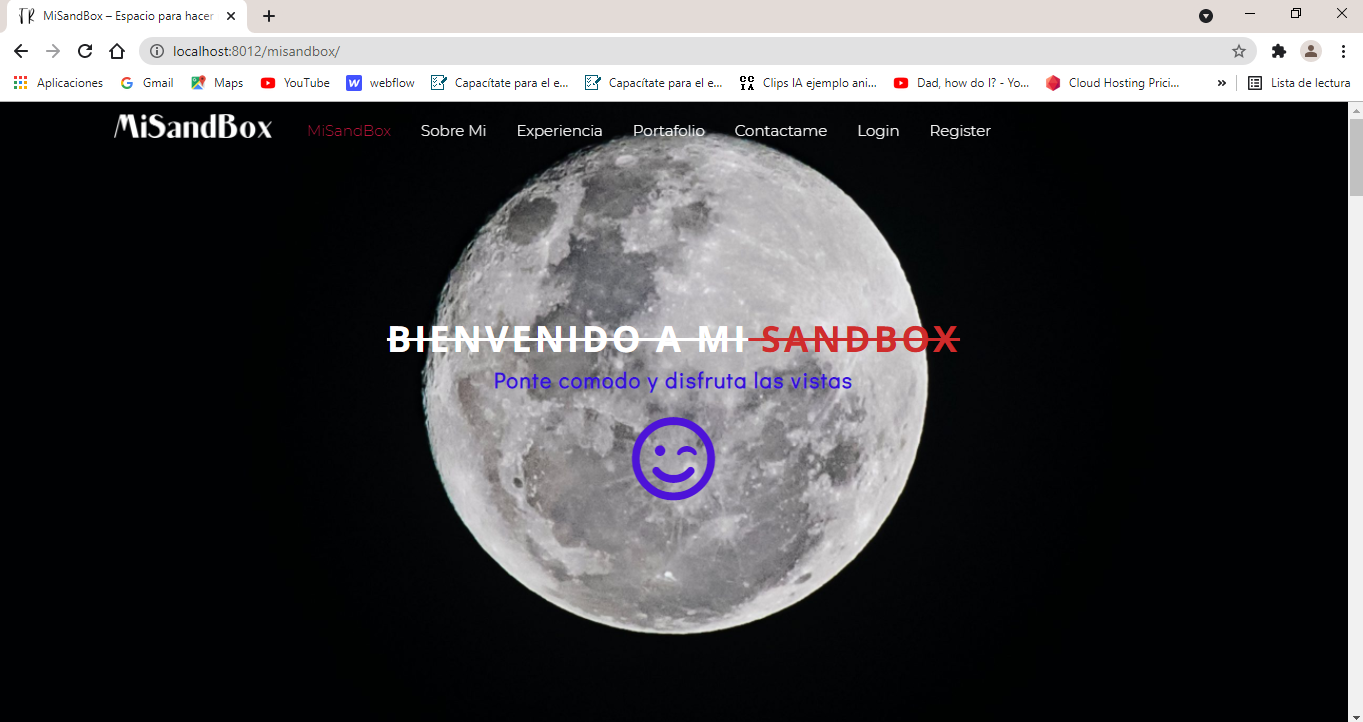 MiSandBox – Espacio para hacer
localhost:8012/misandbox/
Aplicaciones Gmail Maps YouTube webflow Capacítate para el e... Capacítate para el e... CC IA Clips IA ejemplo ani... Dad, how do I? - Yo... Cloud Hosting Prici... » Lista de lectura
MiSandBox MiSandBox Sobre Mi Experiencia Portafolio Contactame Login Register
BIENVENIDO A MI SANDBOX
Ponte comodo y disfruta las vistas